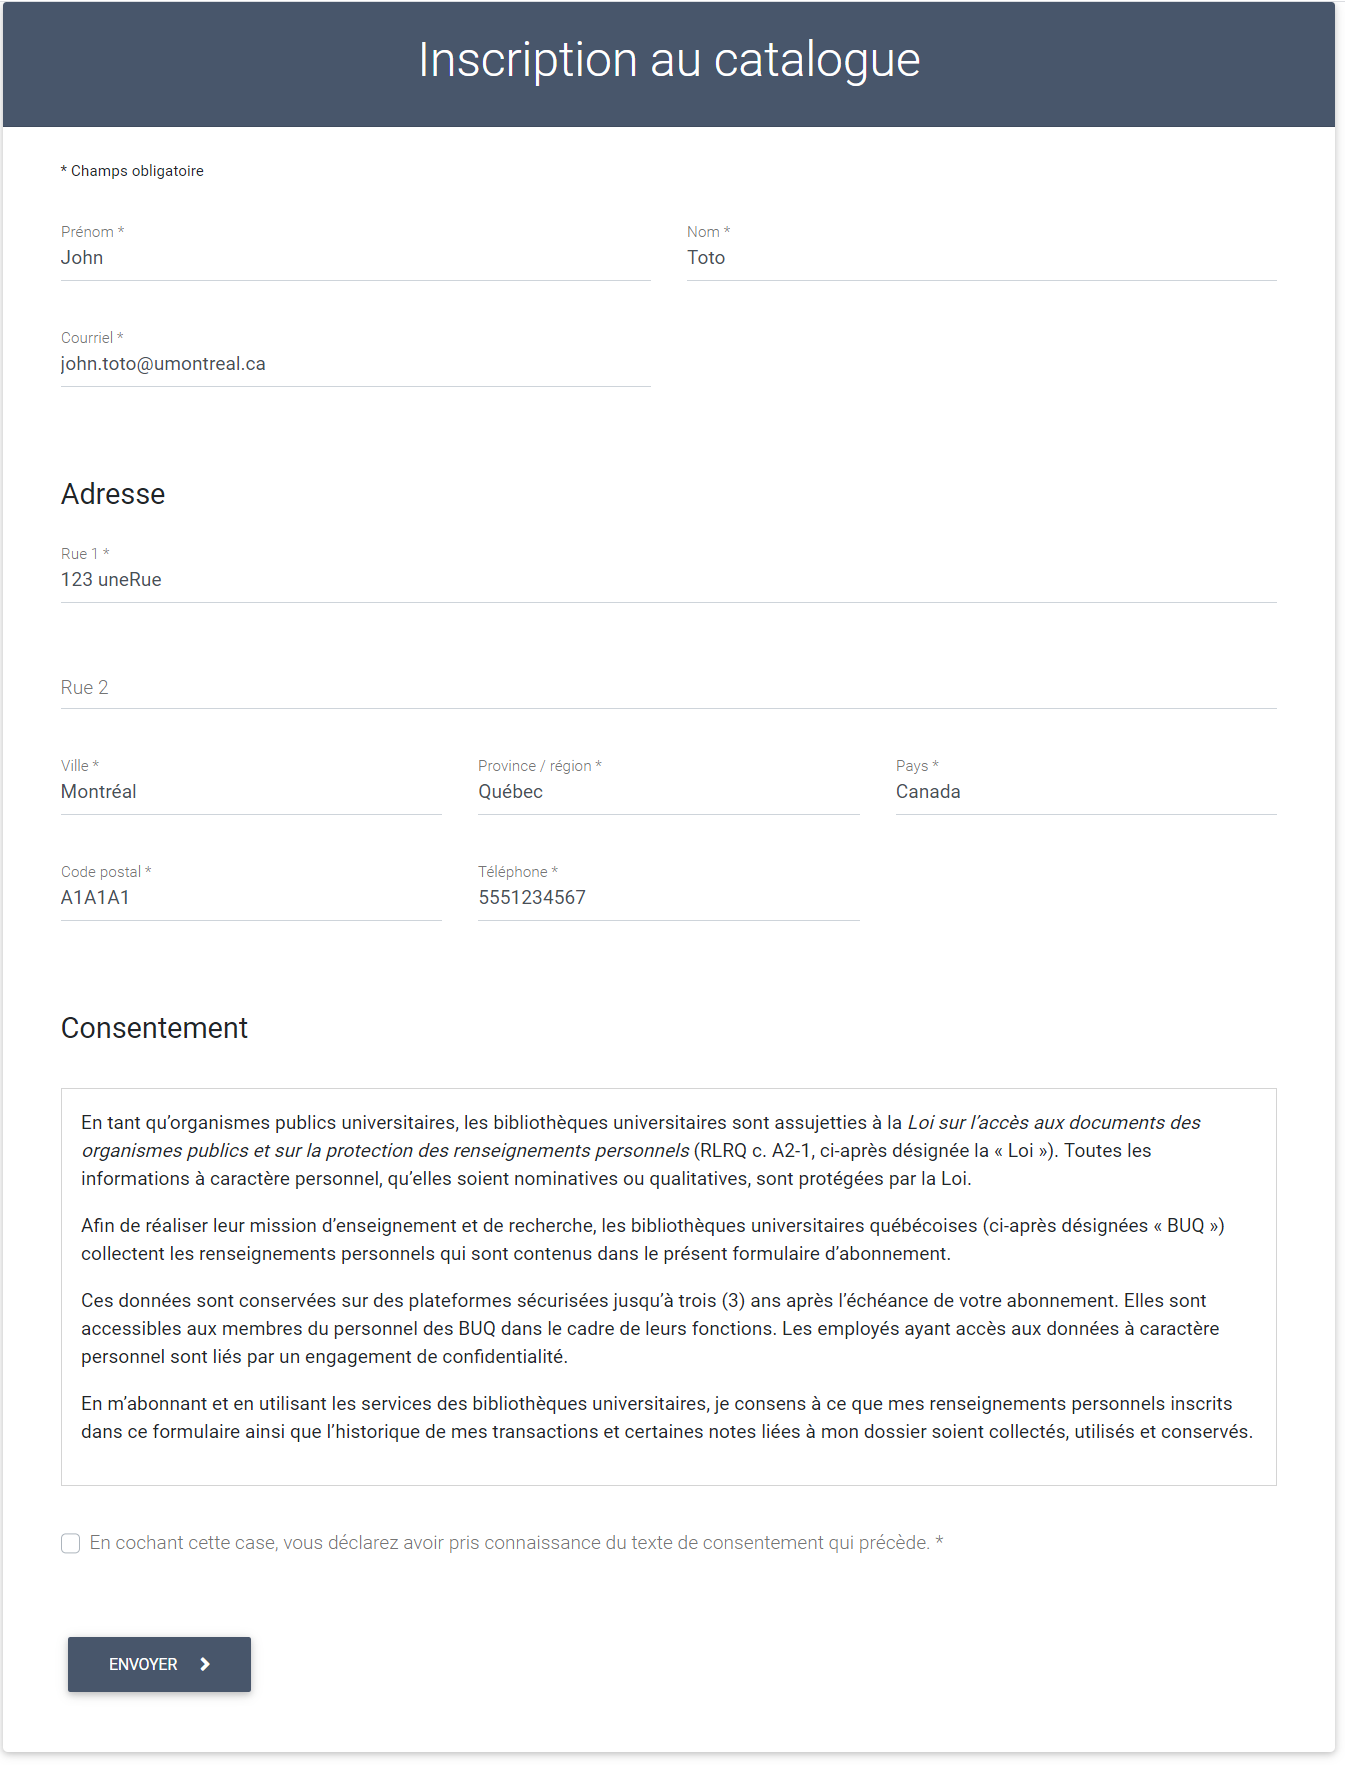 Inscription au catalogue
* Champs obligatoire
Prénom *
John
Nom *
Toto
Courriel *
john.toto@umontreal.ca
Adresse
Rue 1 *
123 uneRue
Rue 2
Ville *
Montréal
Province / région *
Québec
Pays *
Canada
Code postal *
A1A1A1
Téléphone *
5551234567
Consentement
En tant qu’organismes publics universitaires, les bibliothèques universitaires sont assujetties à la Loi sur l’accès aux documents des
organismes publics et sur la protection des renseignements personnels (RLRQ c. A2-1, ci-après désignée la « Loi »). Toutes les
informations à caractère personnel, qu’elles soient nominatives ou qualitatives, sont protégées par la Loi.
Afin de réaliser leur mission d’enseignement et de recherche, les bibliothèques universitaires québécoises (ci-après désignées « BUQ »)
collectent les renseignements personnels qui sont contenus dans le présent formulaire d’abonnement.
Ces données sont conservées sur des plateformes sécurisées jusqu’à trois (3) ans après l’échéance de votre abonnement. Elles sont
accessibles aux membres du personnel des BUQ dans le cadre de leurs fonctions. Les employés ayant accès aux données à caractère
personnel sont liés par un engagement de confidentialité.
En m’abonnant et en utilisant les services des bibliothèques universitaires, je consens à ce que mes renseignements personnels inscrits
dans ce formulaire ainsi que l’historique de mes transactions et certaines notes liées à mon dossier soient collectés, utilisés et conservés.
En cochant cette case, vous déclarez avoir pris connaissance du texte de consentement qui précède. *
ENVOYER